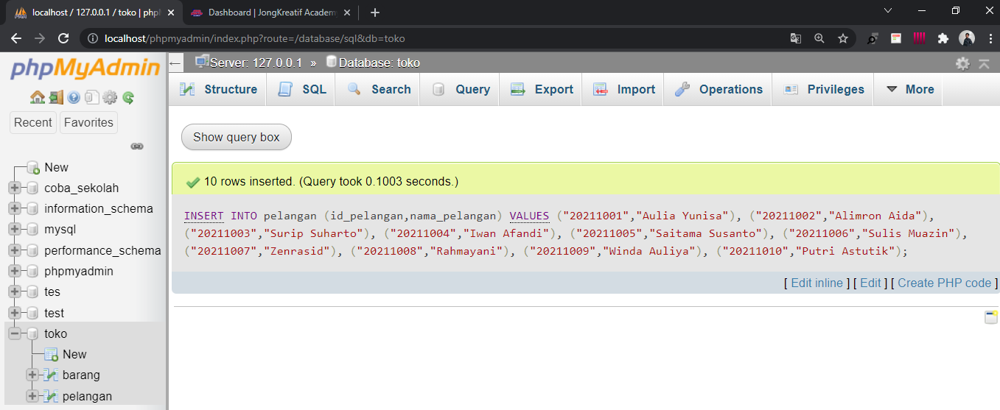 localhost / 127.0.0.1 / toko | phpM
Dashboard | JongKreatif Academy
localhost/phpmyadmin/index.php?route=/database/sql&db=toko
phpMyAdmin
Server: 127.0.0.1 » Database: toko
Structure SQL Search Query Export Import Operations Privileges More
Recent Favorites
Show query box
New
coba_sekolah
information_schema
mysql
performance_schema
phpmyadmin
tes
test
toko
New
barang
pelangan
10 rows inserted. (Query took 0.1003 seconds.)
INSERT INTO pelangan (id_pelangan,nama_pelangan) VALUES ("20211001","Aulia Yunisa"), ("20211002","Alimron Aida"),
("20211003","Surip Suharto"), ("20211004","Iwan Afandi"), ("20211005","Saitama Susanto"), ("20211006","Sulis Muazin"),
("20211007","Zenrasid"), ("20211008","Rahmayani"), ("20211009","Winda Auliya"), ("20211010","Putri Astutik");
[ Edit inline ] [ Edit ] [ Create PHP code ]